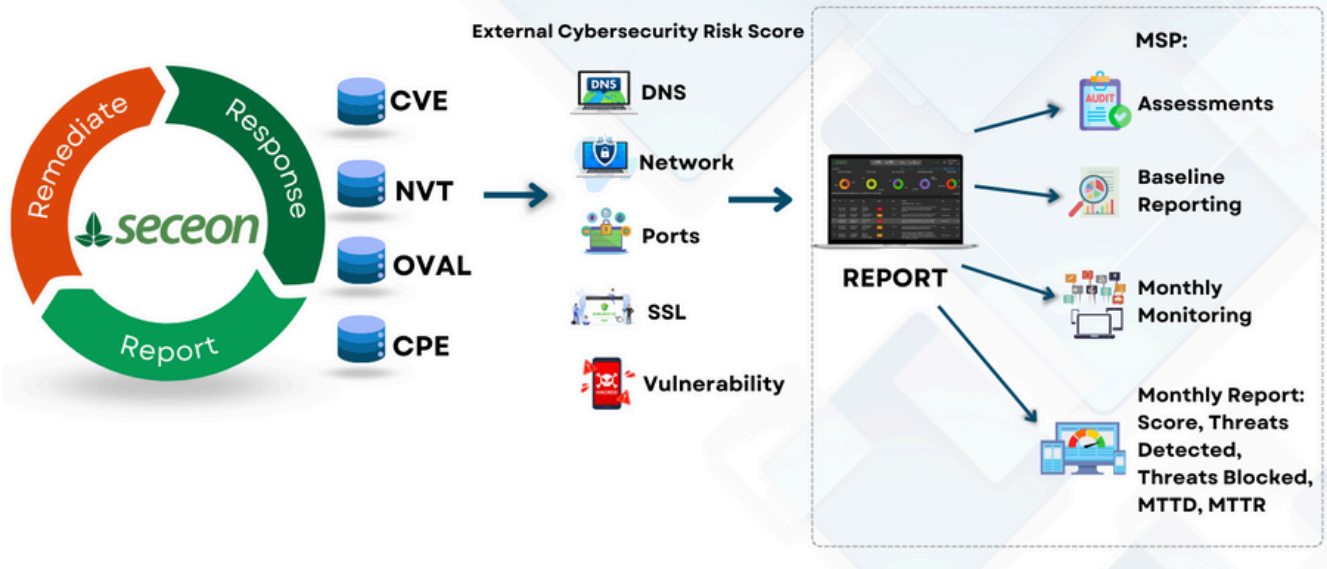 Remediate
Response
Report
seceon
CVE
NVT
OVAL
CPE
External Cybersecurity Risk Score
DNS
DNS
Network
Ports
SSL
HACKED
Vulnerability
REPORT
MSP:
AUDIT
Assessments
Baseline
Reporting
Monthly
Monitoring
Monthly Report:
Score, Threats
Detected,
Threats Blocked,
MTTD, MTTR